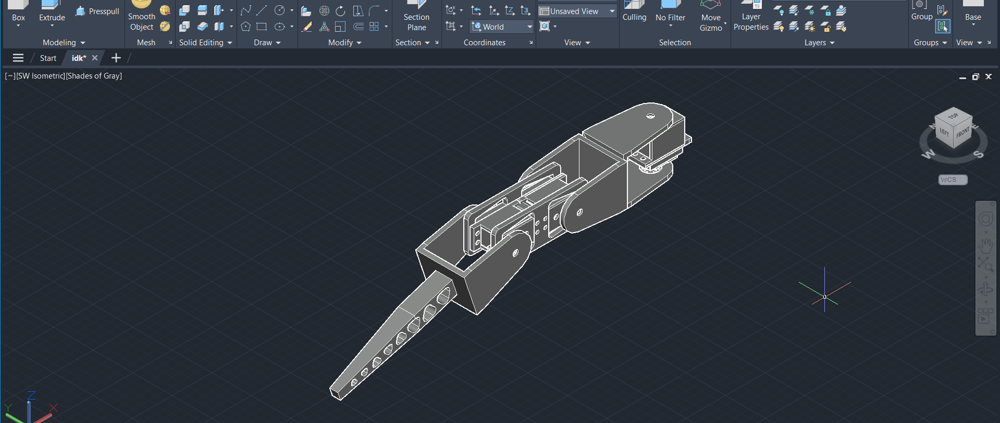 Box
Extrude
Presspull
Smooth
Object
Section
Plane
World
Unsaved View
Culling
No Filter
Move
Gizmo
Layer
Properties
Group
Base
Modeling
Mesh
Solid Editing
Draw
Modify
Section
Coordinates
View
Selection
Layers
Groups
View
Start
idk*
[−][SW Isometric][Shades of Gray]
TOP
LEFT
FRONT
W
S
WCS
Z
Y
X